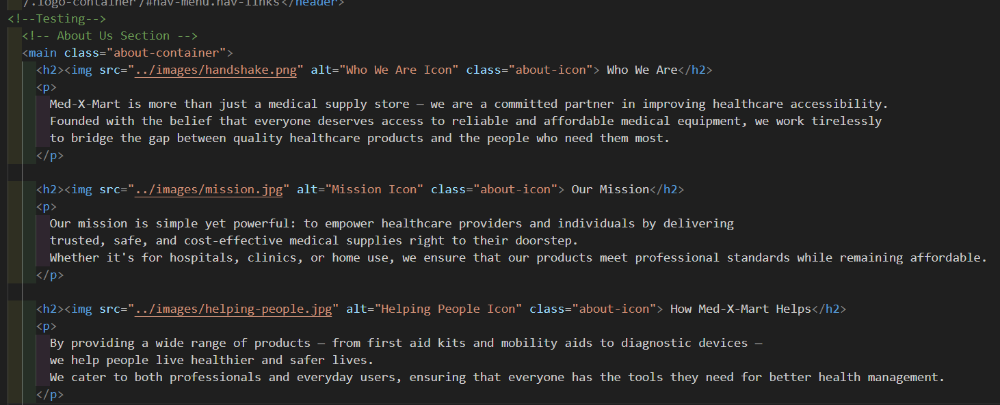 /.logo-container /#nav-menu.nav-links</header>
<!--Testing-->
<!-- About Us Section -->
<main class="about-container">
<h2><img src="../images/handshake.png" alt="Who We Are Icon" class="about-icon"> Who We Are</h2>
<p>
Med-X-Mart is more than just a medical supply store — we are a committed partner in improving healthcare accessibility.
Founded with the belief that everyone deserves access to reliable and affordable medical equipment, we work tirelessly
to bridge the gap between quality healthcare products and the people who need them most.
</p>
<h2><img src="../images/mission.jpg" alt="Mission Icon" class="about-icon"> Our Mission</h2>
<p>
Our mission is simple yet powerful: to empower healthcare providers and individuals by delivering
trusted, safe, and cost-effective medical supplies right to their doorstep.
Whether it's for hospitals, clinics, or home use, we ensure that our products meet professional standards while remaining affordable.
</p>
<h2><img src="../images/helping-people.jpg" alt="Helping People Icon" class="about-icon"> How Med-X-Mart Helps</h2>
<p>
By providing a wide range of products — from first aid kits and mobility aids to diagnostic devices —
we help people live healthier and safer lives.
We cater to both professionals and everyday users, ensuring that everyone has the tools they need for better health management.
</p>